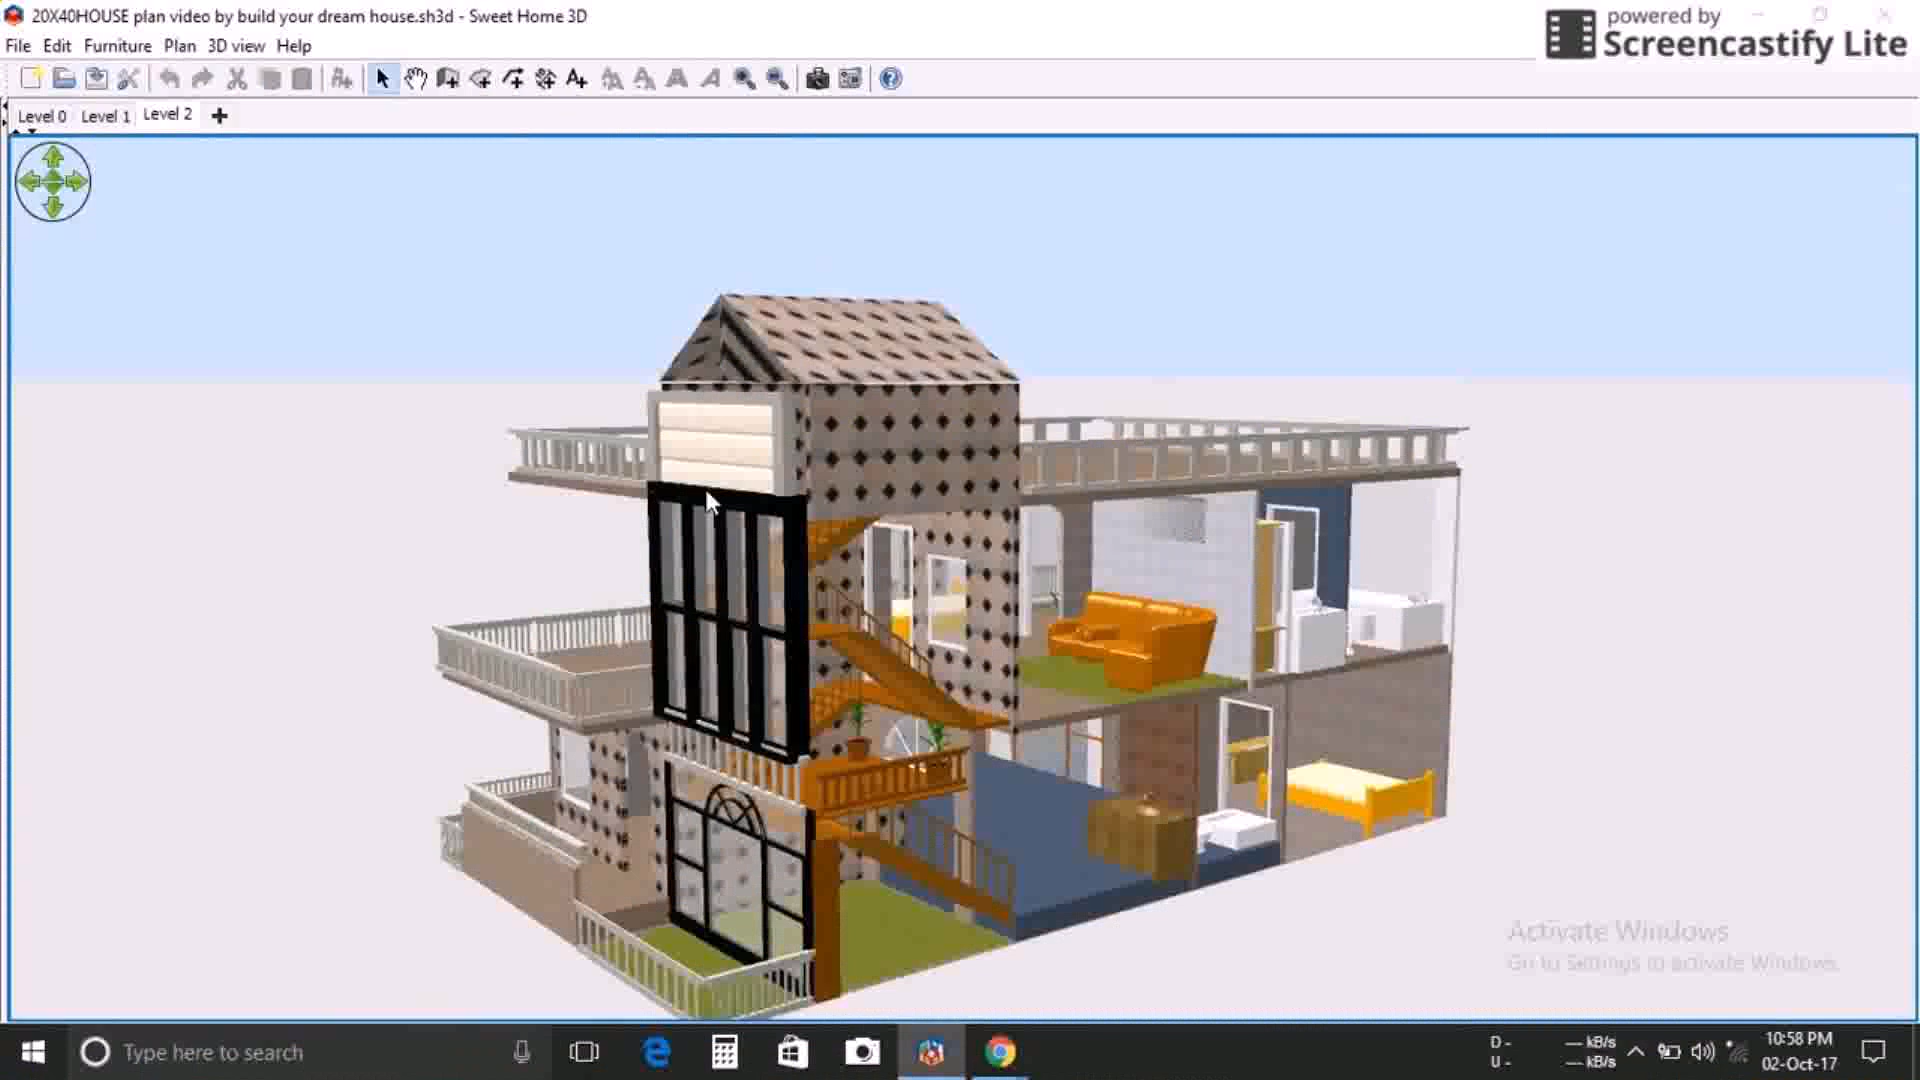 20X40HOUSE plan video by build your dream house.sh3d - Sweet Home 3D
powered by
Screencastify Lite
File Edit Furniture Plan 3D view Help
Level 0 Level 1 Level 2
Activate Windows
Go to Settings to activate Windows.
Type here to search
D - --- kB/s
U - --- kB/s
10:58 PM
02-Oct-17